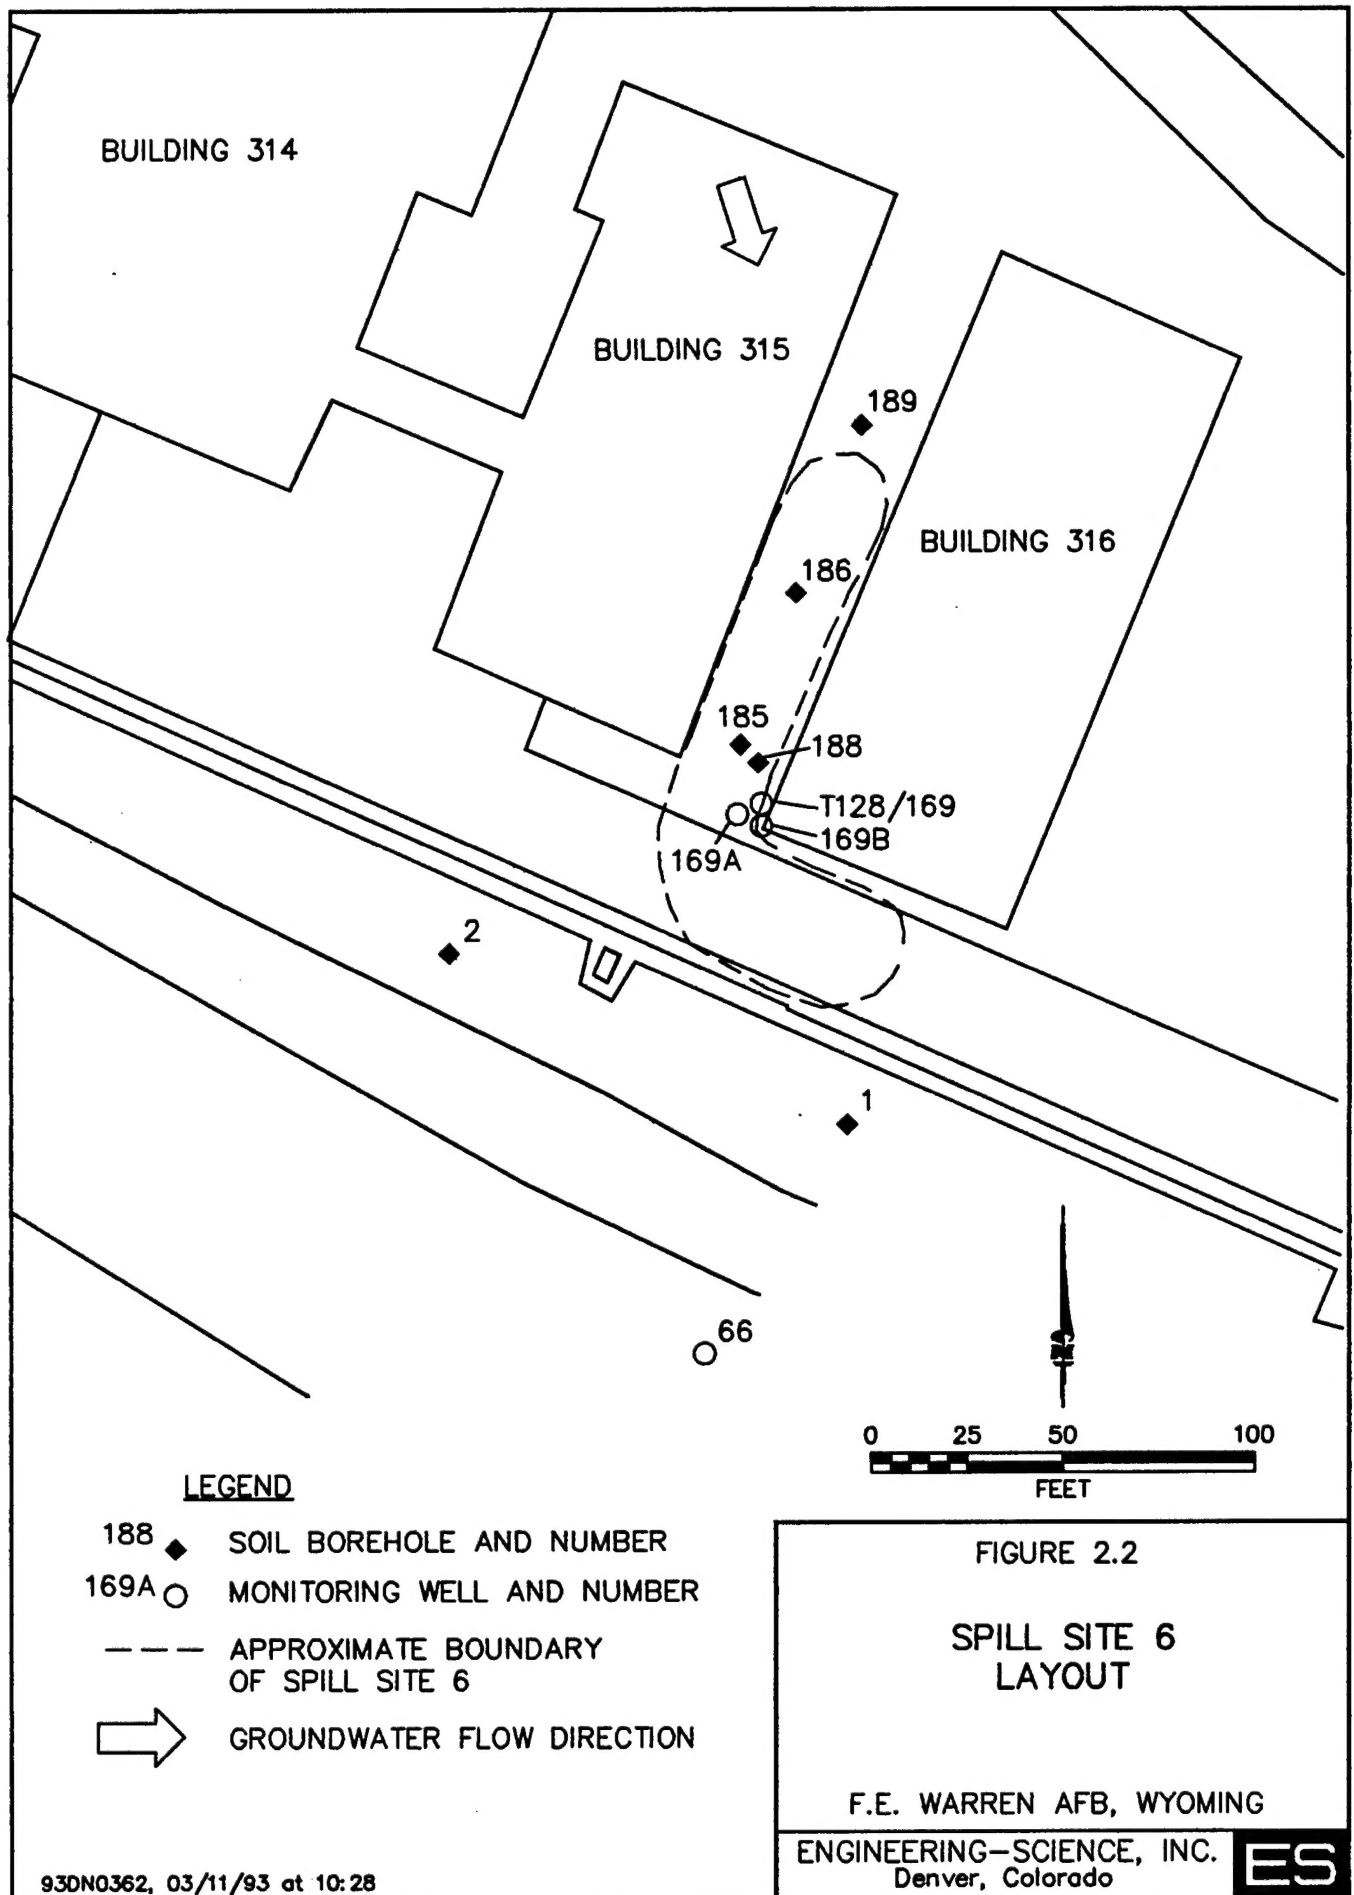 BUILDING 314
BUILDING 315
189
BUILDING 316
186
185
188
T128/169
169B
169A
2
1
66
N
0 25 50 100
FEET
LEGEND
188 SOIL BOREHOLE AND NUMBER
169A MONITORING WELL AND NUMBER
APPROXIMATE BOUNDARY
OF SPILL SITE 6
GROUNDWATER FLOW DIRECTION
FIGURE 2.2
SPILL SITE 6
LAYOUT
F.E. WARREN AFB, WYOMING
ENGINEERING-SCIENCE, INC.
Denver, Colorado
ES
93DN0362, 03/11/93 at 10:28